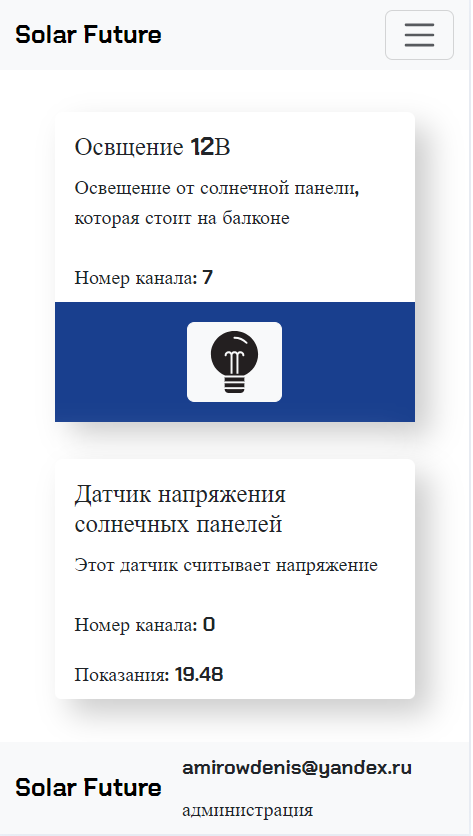 Solar Future
Освщение 12В
Освещение от солнечной панели,
которая стоит на балконе
Номер канала: 7
Датчик напряжения
солнечных панелей
Этот датчик считывает напряжение
Номер канала: 0
Показания: 19.48
Solar Future
amirowdenis@yandex.ru
администрация